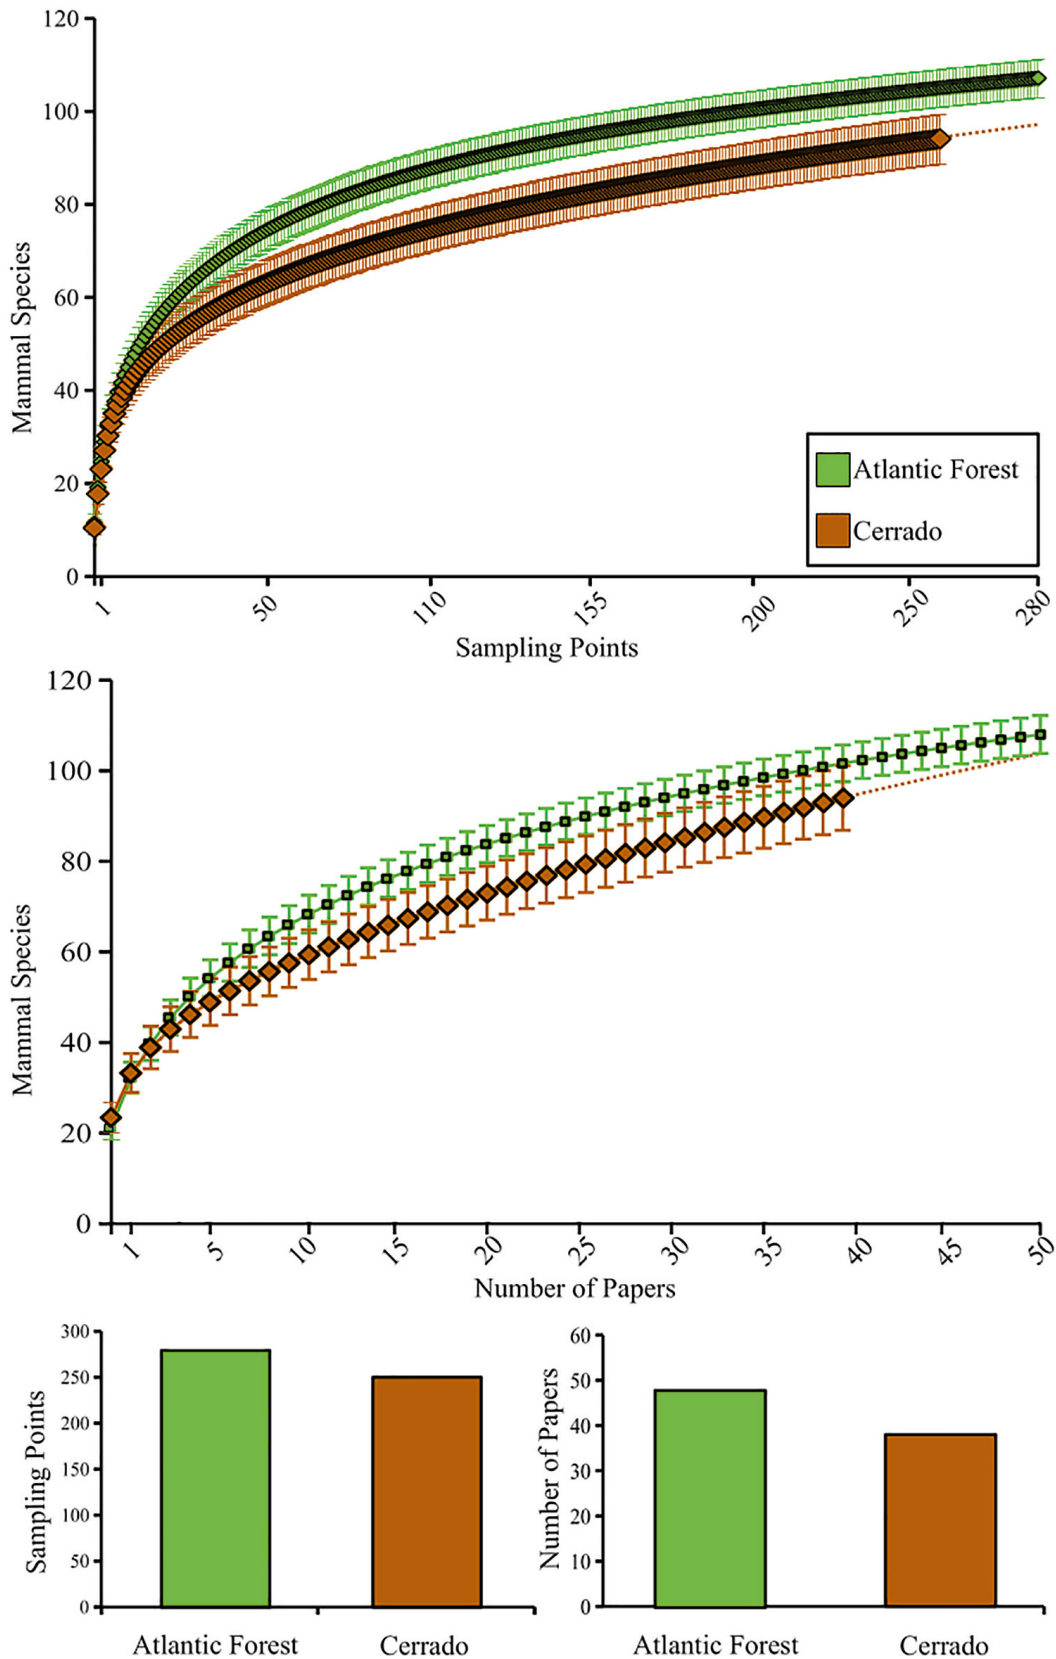 120
100
80
60
40
20
0
Mammal Species
Atlantic Forest
Cerrado
1 50 110 155 200 250 280
Sampling Points
120
100
80
60
40
20
0
Mammal Species
1 5 10 15 20 25 30 35 40 45 50
Number of Papers
300
250
200
150
100
50
0
Sampling Points
Atlantic Forest Cerrado
60
50
40
30
20
10
0
Number of Papers
Atlantic Forest Cerrado